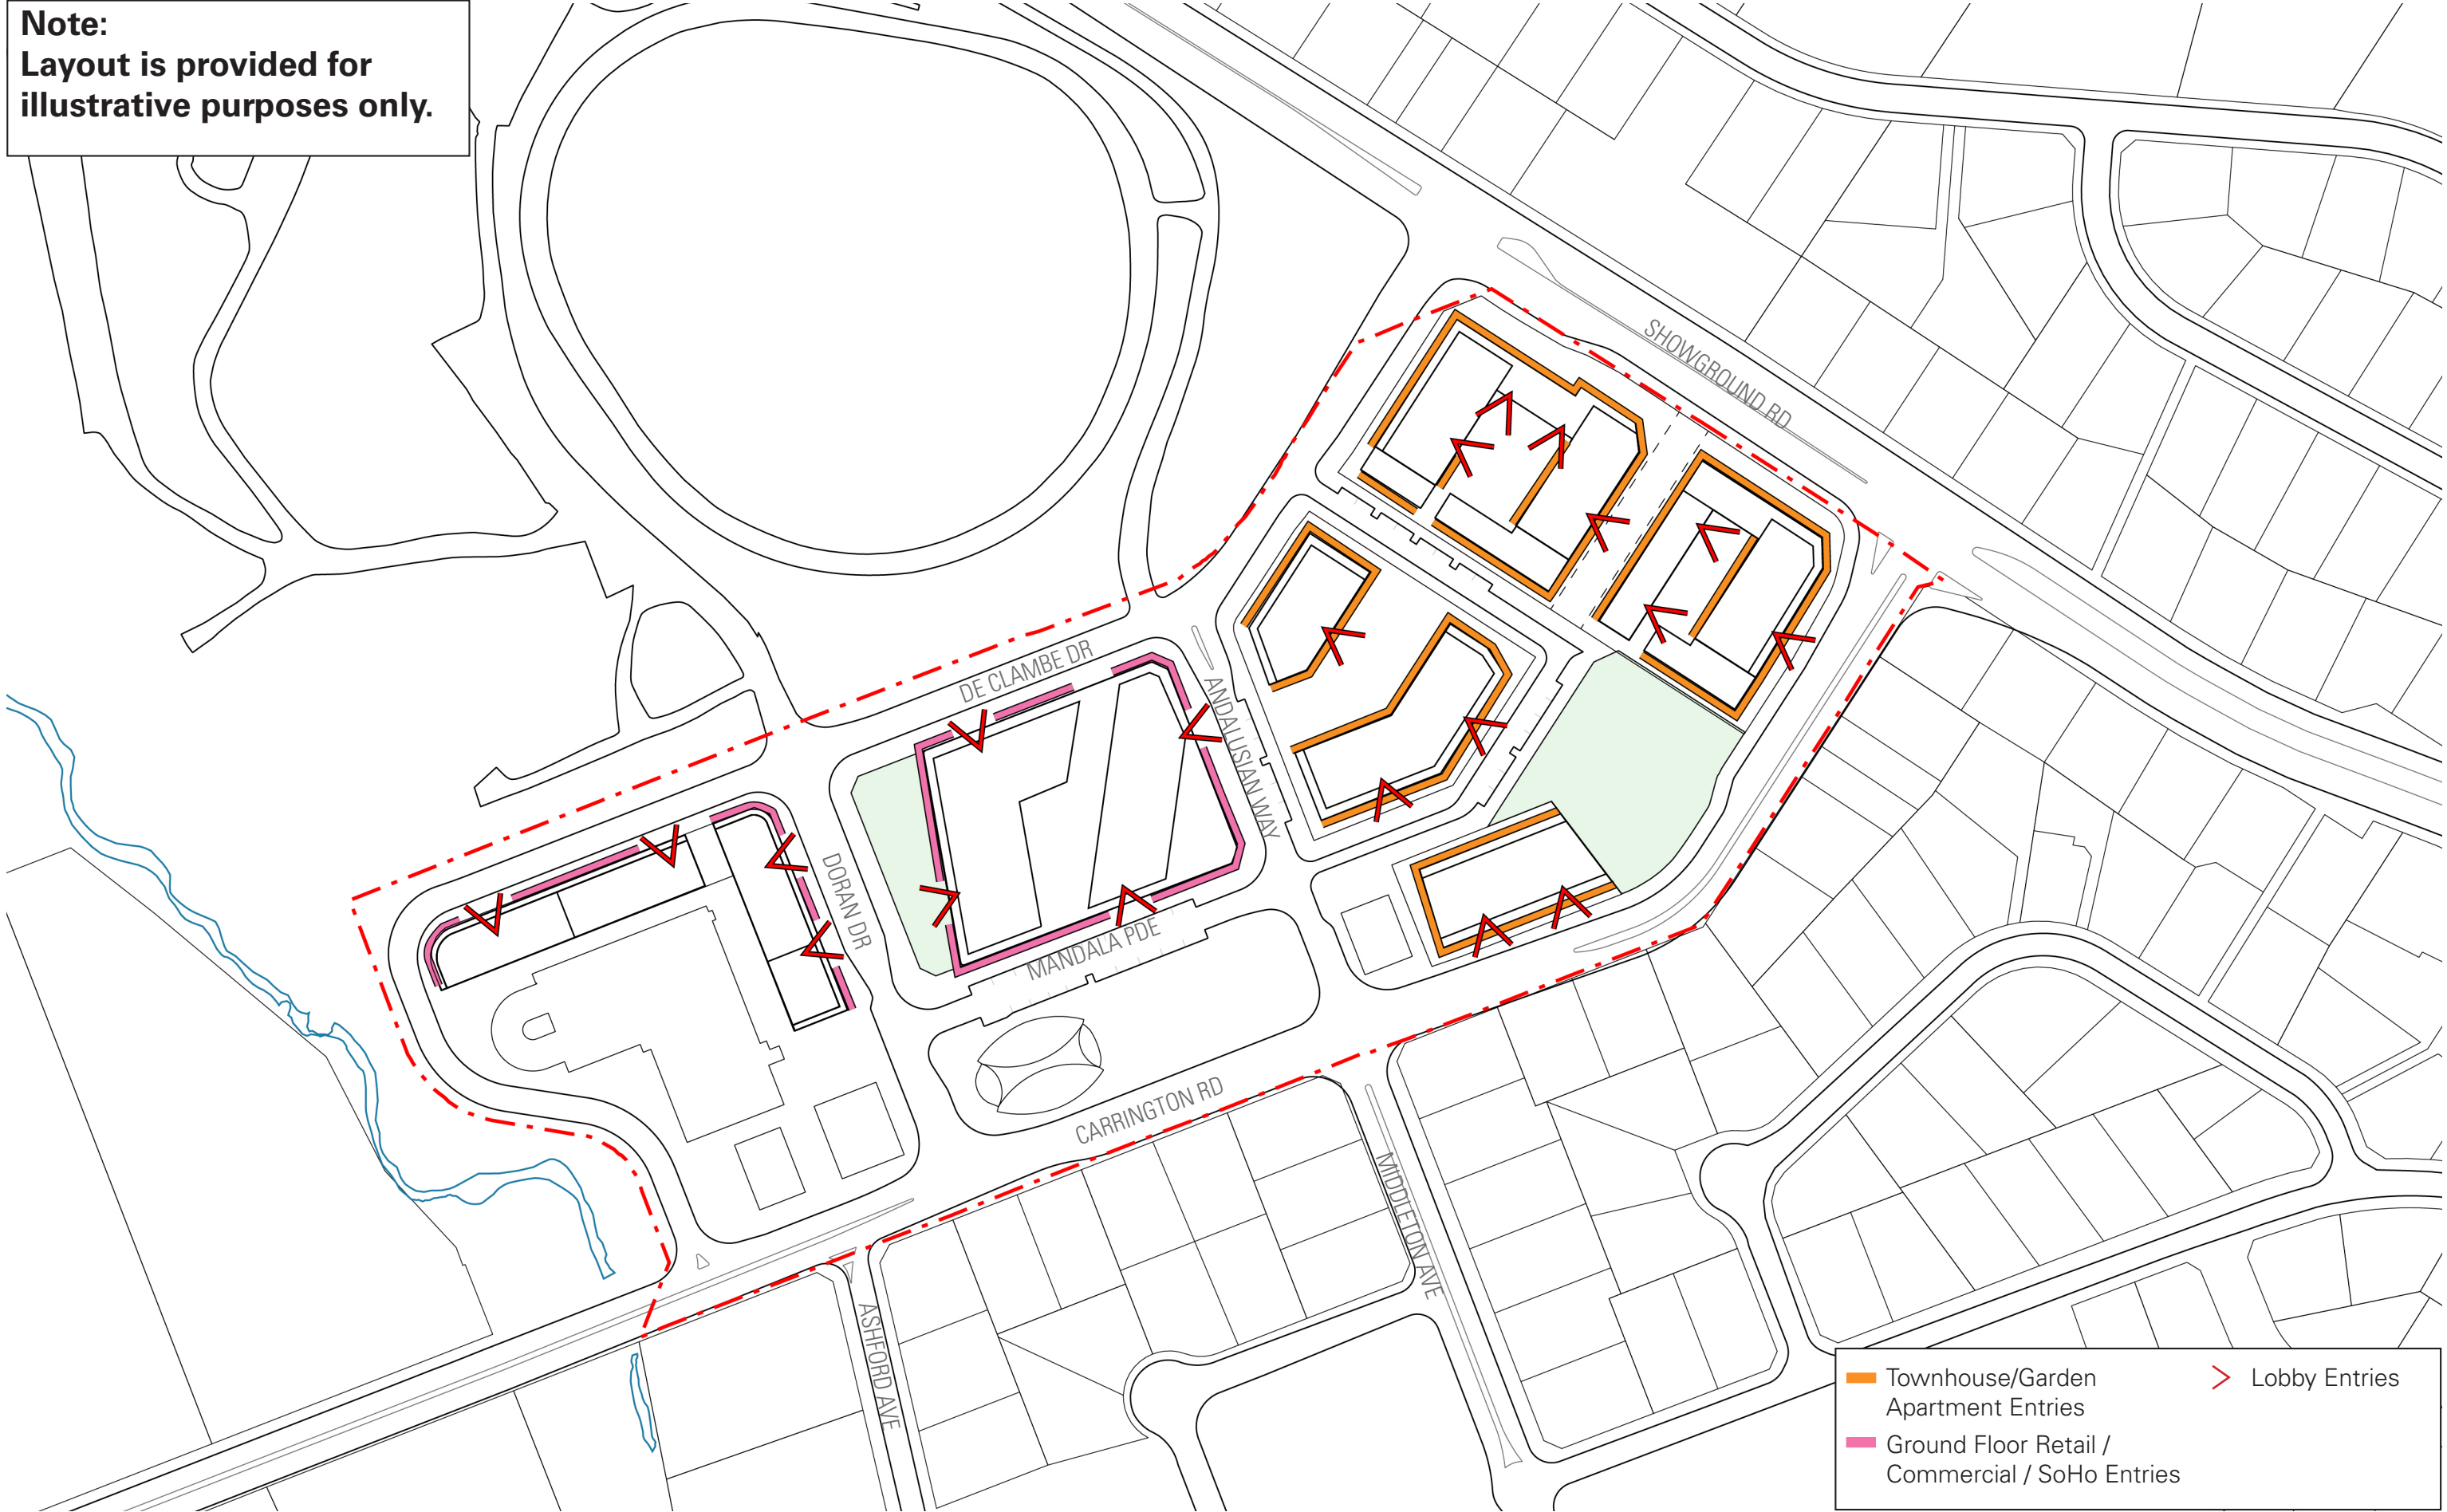 Note:
Layout is provided for
illustrative purposes only.
SHOWGROUND RD
DE CLAMBE DR
ANDALUSIAN WAY
DORAN DR
MANDALA PDE
CARRINGTON RD
MIDDLETON AVE
ASHFORD AVE
Townhouse/Garden
Apartment Entries
Lobby Entries
Ground Floor Retail /
Commercial / SoHo Entries